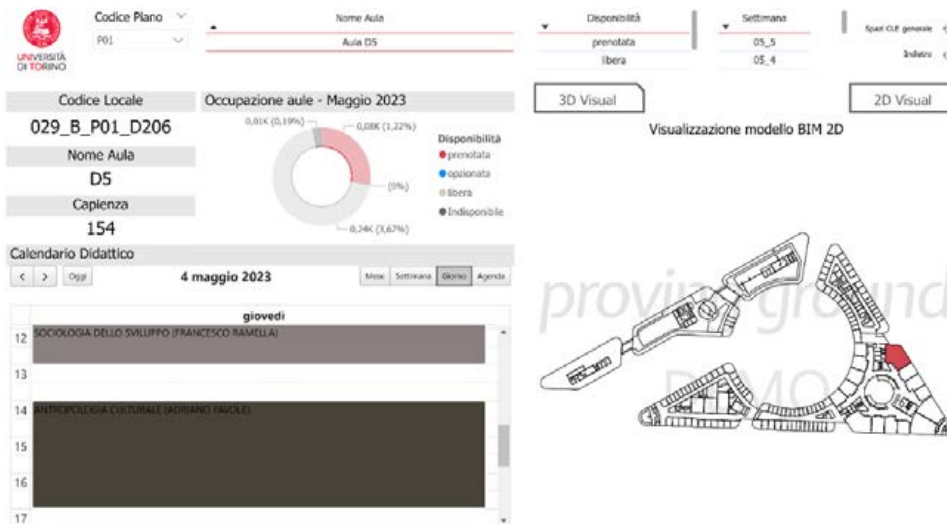 UNIVERSITÀ
DI TORINO
Codice Piano
P01
Nome Aula
Aula D5
Disponibilità
prenotata
libera
Settimana
05_5
05_4
Spazi CLE generale
Indietro
Codice Locale
029_B_P01_D206
Nome Aula
D5
Capienza
154
Occupazione aule - Maggio 2023
0,01K (0,19%)
0,08K (1,22%)
(0%)
0,24K (3,67%)
Disponibilità
prenotata
opzionata
libera
Indisponibile
3D Visual
2D Visual
Visualizzazione modello BIM 2D
Calendario Didattico
< > Oggi
4 maggio 2023
Mese Settimana Giorno Agenda
giovedì
12 SOCIOLOGIA DELLO SVILUPPO (FRANCESCO RAMELLA)
13
14 ANTROPOLOGIA CULTURALE (ADRIANO FAVOLE)
15
16
17
proving ground
DEMO